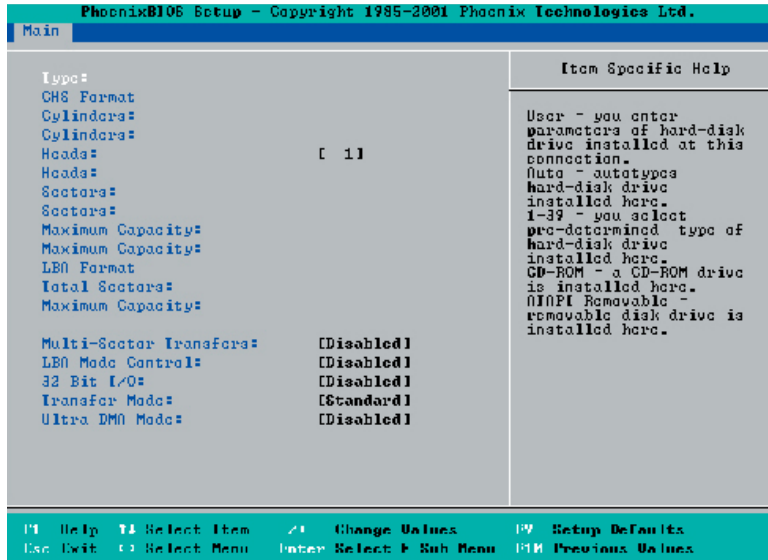 PhoenixBIOS Setup - Copyright 1985-2001 Phoenix Technologies Ltd.
Main
Type:
CHS Format
Cylinders:
Cylinders:
Heads: [ 1]
Heads:
Sectors:
Sectors:
Maximum Capacity:
Maximum Capacity:
LBA Format
Total Sectors:
Maximum Capacity:
Multi-Sector Transfers: [Disabled]
LBA Mode Control: [Disabled]
32 Bit I/O: [Disabled]
Transfer Mode: [Standard]
Ultra DMA Mode: [Disabled]
Item Specific Help
User - you enter
parameters of hard-disk
drive installed at this
connection.
Auto - autotypes
hard-disk drive
installed here.
1-39 - you select
pre-determined type of
hard-disk drive
installed here.
CD-ROM - a CD-ROM drive
is installed here.
ATAPI Removable -
removable disk drive is
installed here.
F1 Help ↑↓ Select Item -/+ Change Values F9 Setup Defaults
Esc Exit ↔ Select Menu Enter Select ▶ Sub-Menu F10 Previous Values